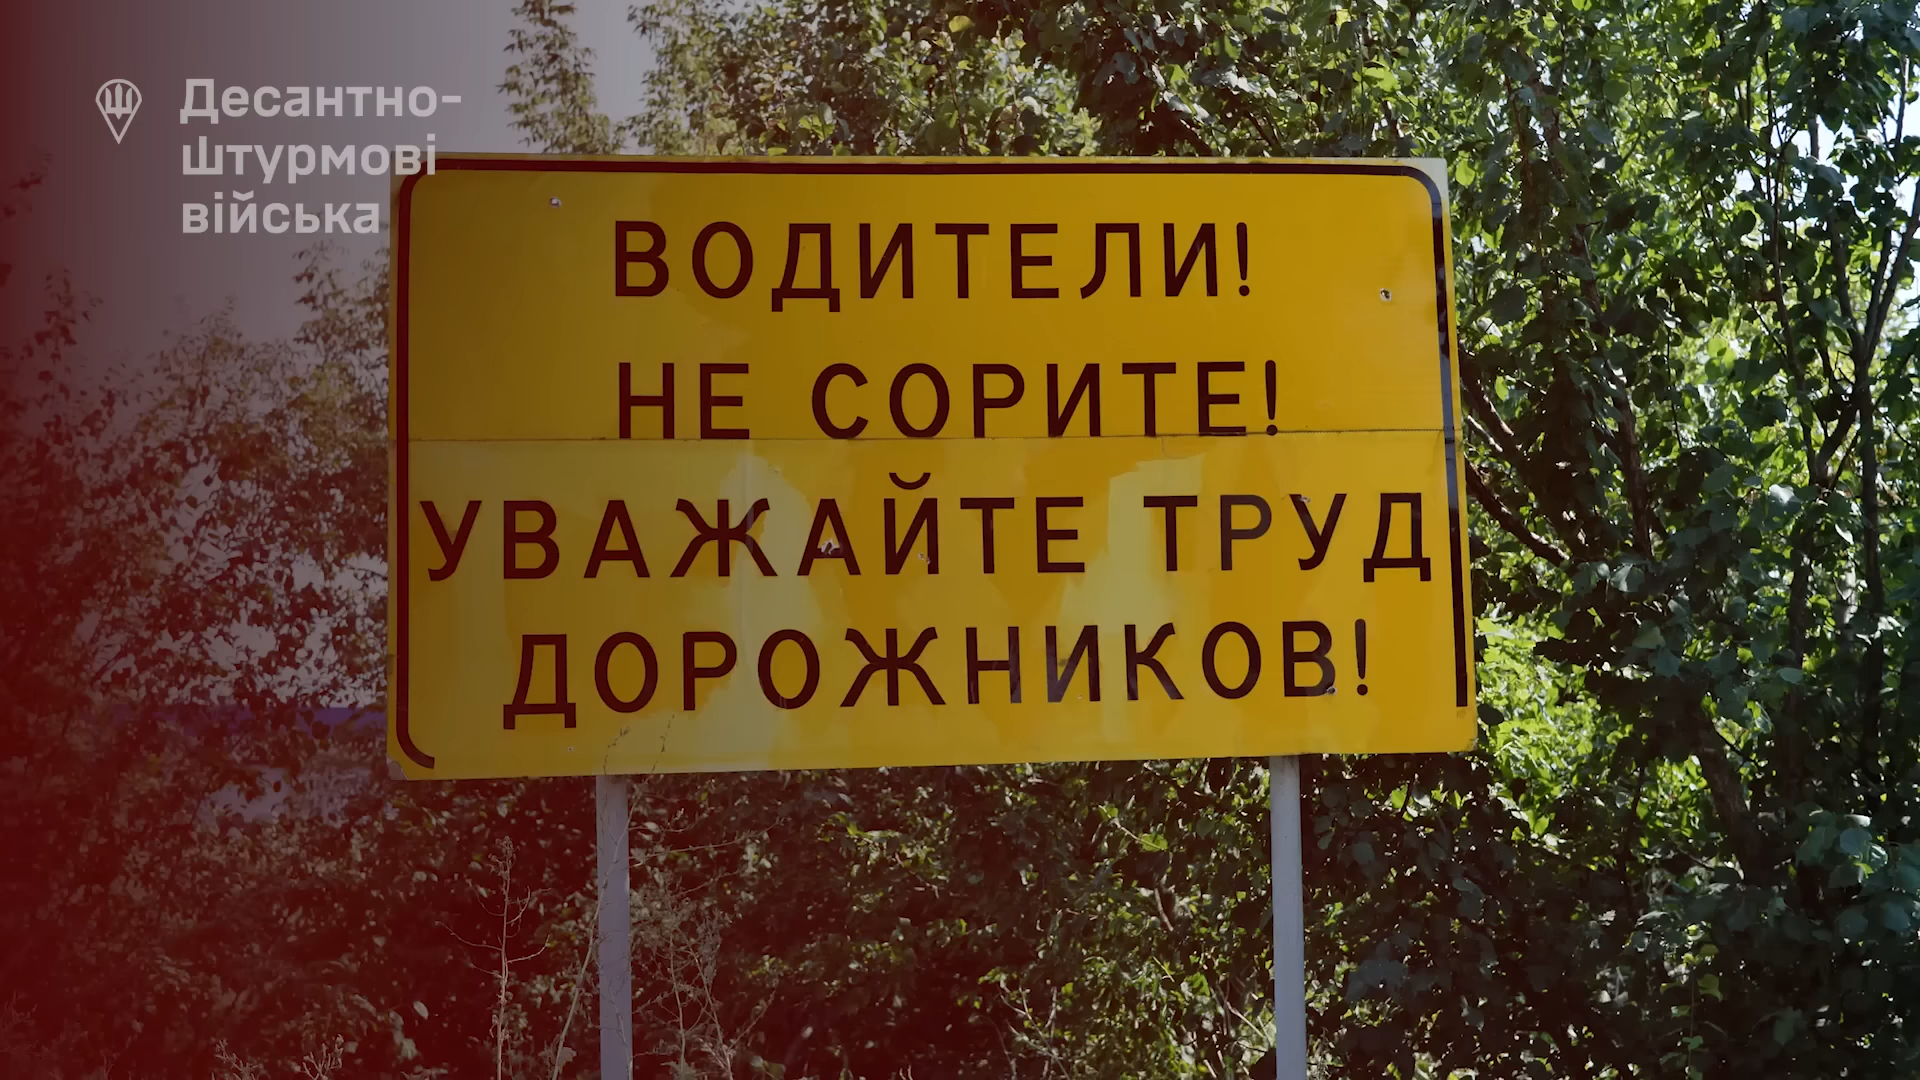 Десантно-
Штурмові
війська
ВОДИТЕЛИ!
НЕ СОРИТЕ!
УВАЖАЙТЕ ТРУД
ДОРОЖНИКОВ!